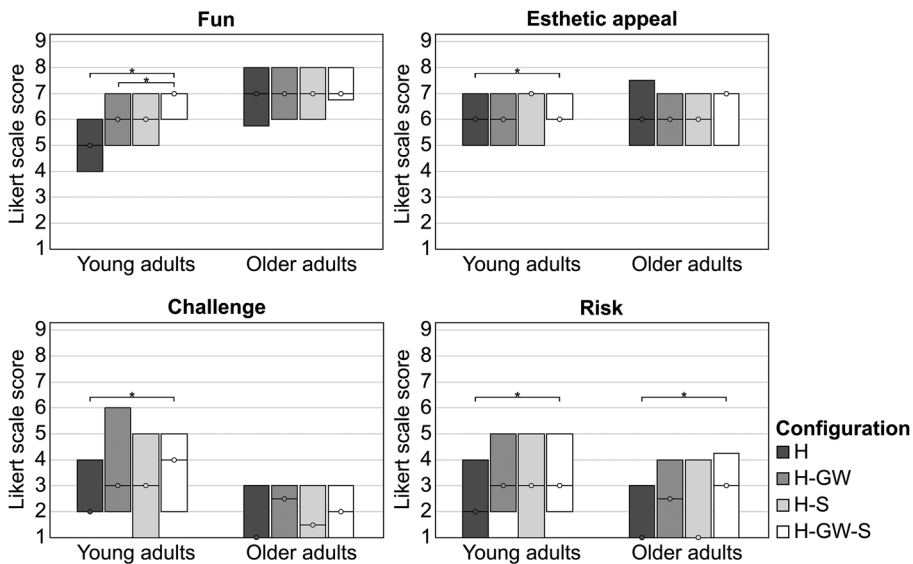 Fun
Likert scale score
9
8
7
6
5
4
3
2
1
*
*
Young adults Older adults
Esthetic appeal
Likert scale score
9
8
7
6
5
4
3
2
1
*
Young adults Older adults
Challenge
Likert scale score
9
8
7
6
5
4
3
2
1
*
Young adults Older adults
Risk
Likert scale score
9
8
7
6
5
4
3
2
1
* *
Young adults Older adults
Configuration
H
H-GW
H-S
H-GW-S